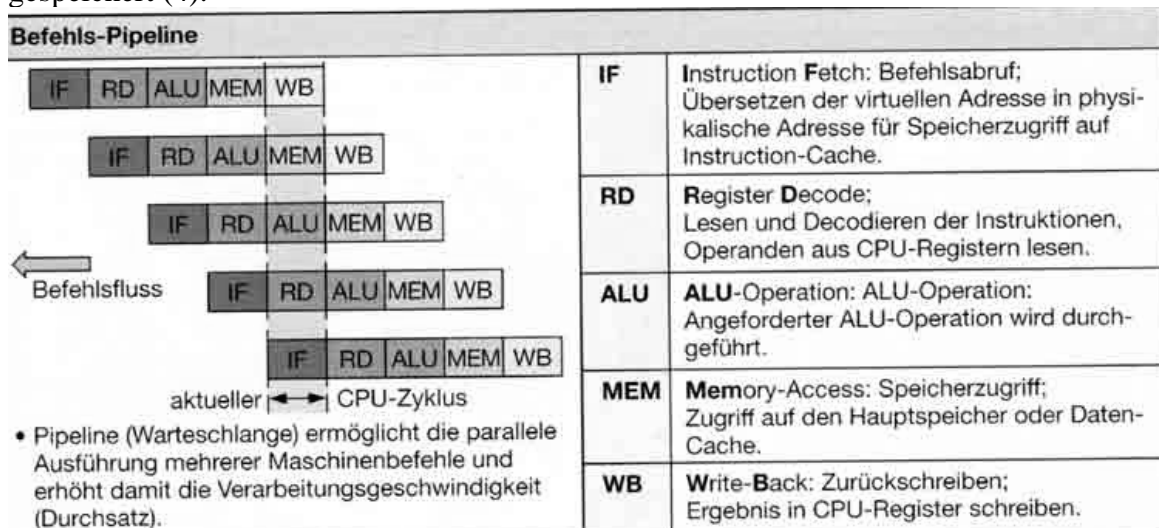 gespeichert (4).
Befehls-Pipeline
IF RD ALU MEM WB
IF RD ALU MEM WB
IF RD ALU MEM WB
IF RD ALU MEM WB
IF RD ALU MEM WB
Befehlsfluss
aktueller CPU-Zyklus
• Pipeline (Warteschlange) ermöglicht die parallele
Ausführung mehrerer Maschinenbefehle und
erhöht damit die Verarbeitungsgeschwindigkeit
(Durchsatz).
IF Instruction Fetch: Befehlsabruf;
Übersetzen der virtuellen Adresse in physi-
kalische Adresse für Speicherzugriff auf
Instruction-Cache.
RD Register Decode;
Lesen und Decodieren der Instruktionen,
Operanden aus CPU-Registern lesen.
ALU ALU-Operation: ALU-Operation:
Angeforderter ALU-Operation wird durch-
geführt.
MEM Memory-Access: Speicherzugriff;
Zugriff auf den Hauptspeicher oder Daten-
Cache.
WB Write-Back: Zurückschreiben;
Ergebnis in CPU-Register schreiben.